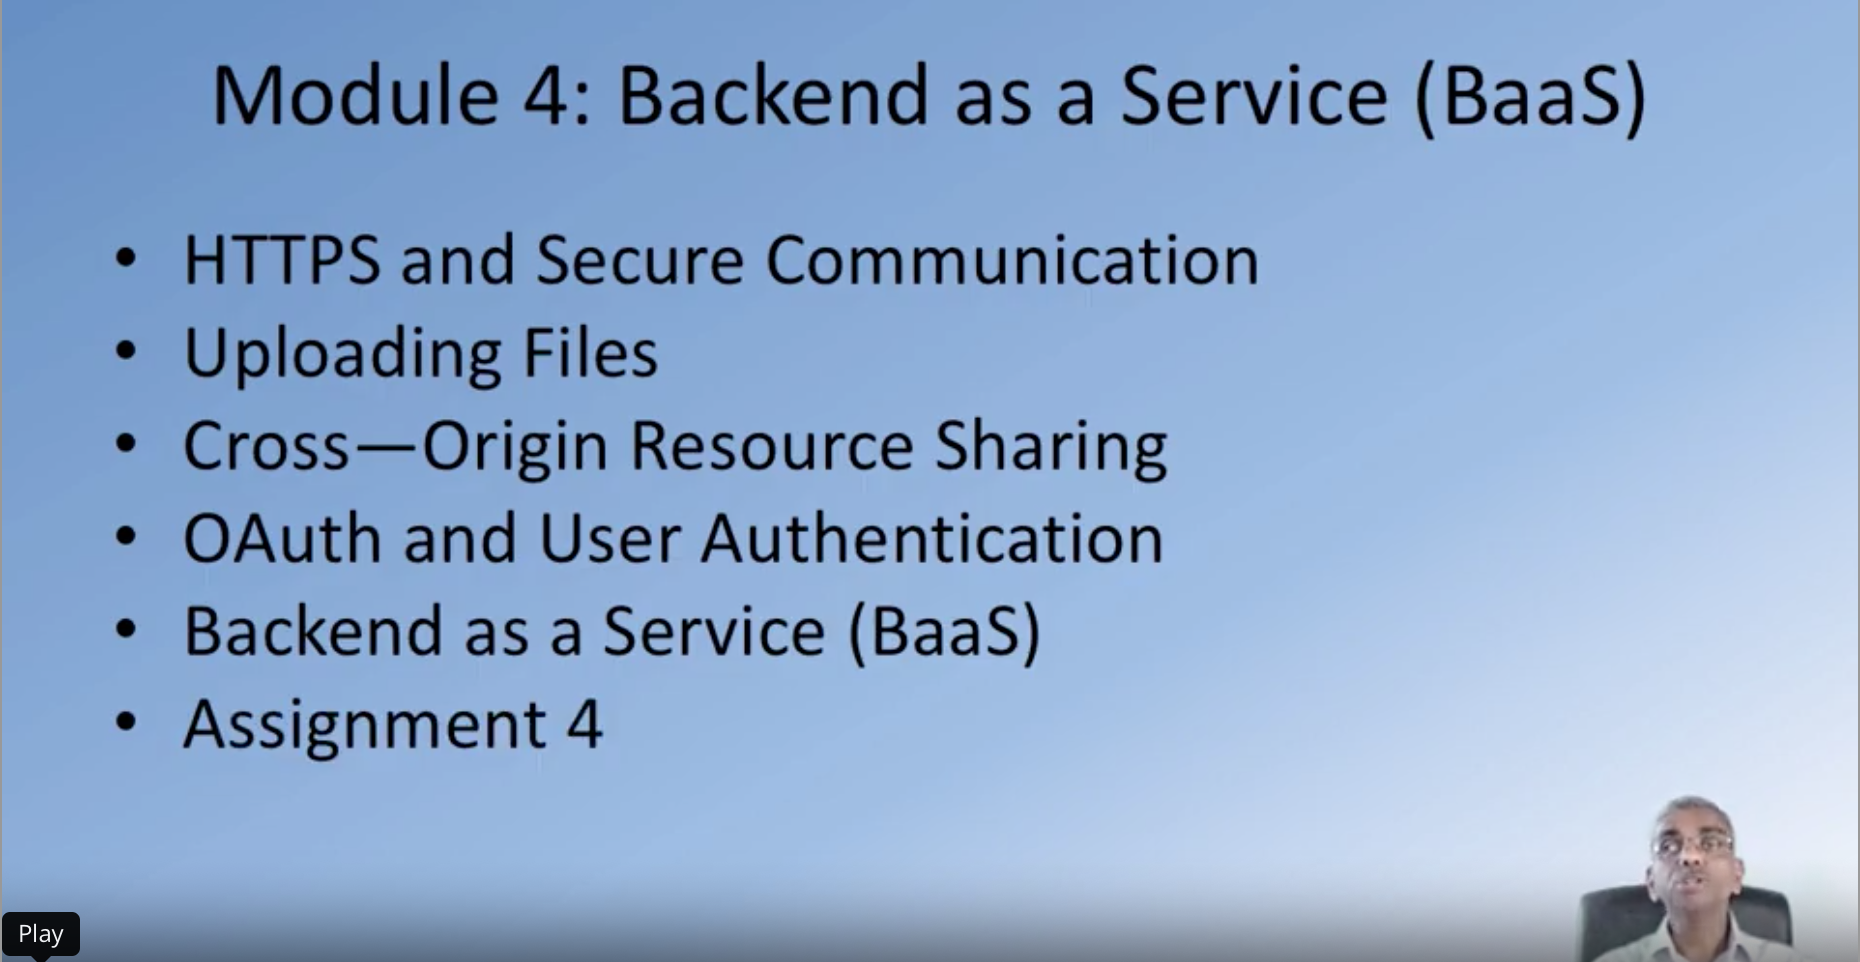 Module 4: Backend as a Service (BaaS)
• HTTPS and Secure Communication
• Uploading Files
• Cross—Origin Resource Sharing
• OAuth and User Authentication
• Backend as a Service (BaaS)
• Assignment 4
Play